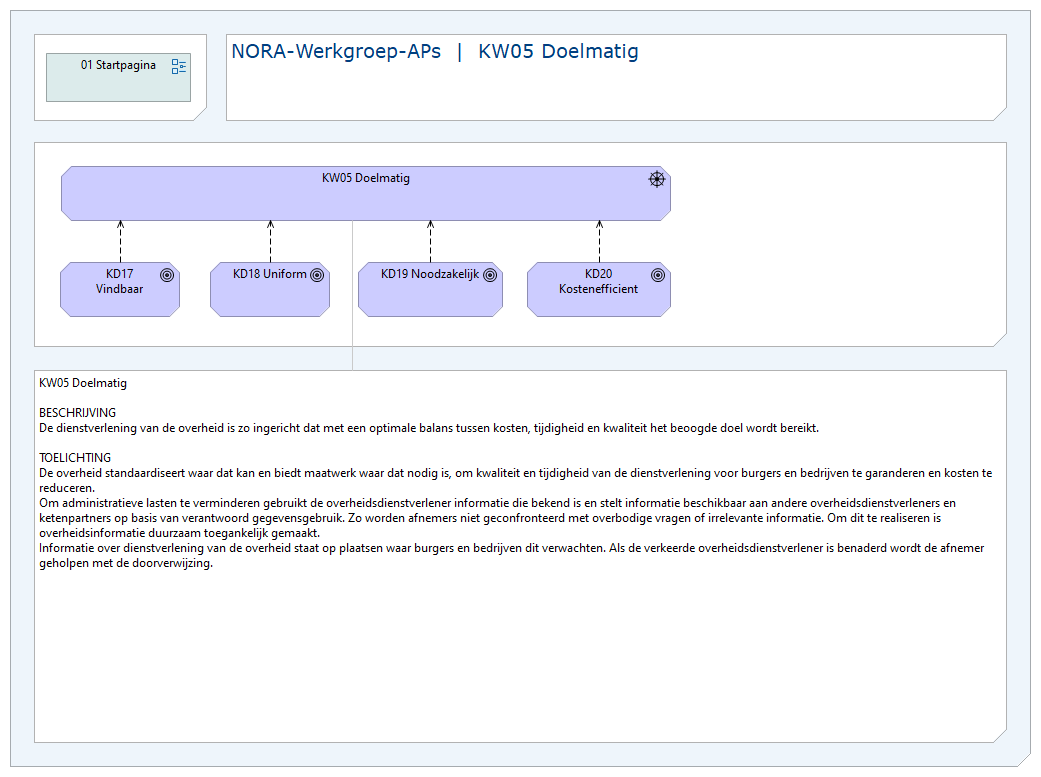 01 Startpagina
NORA-Werkgroep-APs | KW05 Doelmatig
KW05 Doelmatig
KD17
Vindbaar
KD18 Uniform
KD19 Noodzakelijk
KD20
Kostenefficient
KW05 Doelmatig
BESCHRIJVING
De dienstverlening van de overheid is zo ingericht dat met een optimale balans tussen kosten, tijdigheid en kwaliteit het beoogde doel wordt bereikt.
TOELICHTING
De overheid standaardiseert waar dat kan en biedt maatwerk waar dat nodig is, om kwaliteit en tijdigheid van de dienstverlening voor burgers en bedrijven te garanderen en kosten te
reduceren.
Om administratieve lasten te verminderen gebruikt de overheidsdienstverlener informatie die bekend is en stelt informatie beschikbaar aan andere overheidsdienstverleners en
ketenpartners op basis van verantwoord gegevensgebruik. Zo worden afnemers niet geconfronteerd met overbodige vragen of irrelevante informatie. Om dit te realiseren is
overheidsinformatie duurzaam toegankelijk gemaakt.
Informatie over dienstverlening van de overheid staat op plaatsen waar burgers en bedrijven dit verwachten. Als de verkeerde overheidsdienstverlener is benaderd wordt de afnemer
geholpen met de doorverwijzing.